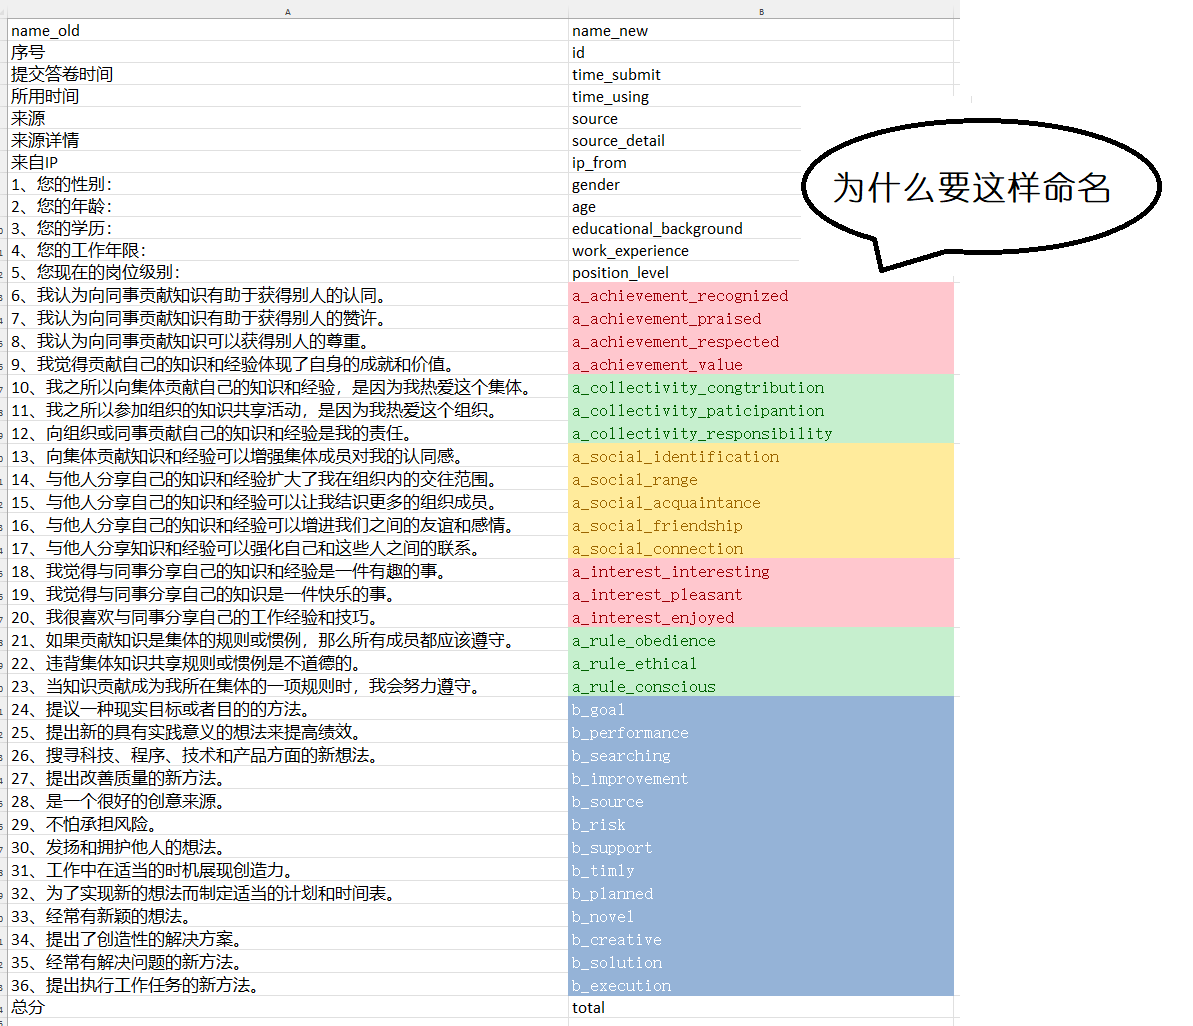 A B
name_old name_new
序号 id
提交答卷时间 time_submit
所用时间 time_using
来源 source
来源详情 source_detail
来自IP ip_from
1、您的性别： gender
2、您的年龄： age
3、您的学历： educational_background
4、您的工作年限： work_experience
5、您现在的岗位级别： position_level
为什么要这样命名
6、我认为向同事贡献知识有助于获得别人的认同。 a_achievement_recognized
7、我认为向同事贡献知识有助于获得别人的赞许。 a_achievement_praised
8、我认为向同事贡献知识可以获得别人的尊重。 a_achievement_respected
9、我觉得贡献自己的知识和经验体现了自身的成就和价值。 a_achievement_value
10、我之所以向集体贡献自己的知识和经验，是因为我热爱这个集体。 a_collectivity_congtribution
11、我之所以参加组织的知识共享活动，是因为我热爱这个组织。 a_collectivity_paticipantion
12、向组织或同事贡献自己的知识和经验是我的责任。 a_collectivity_responsibility
13、向集体贡献知识和经验可以增强集体成员对我的认同感。 a_social_identification
14、与他人分享自己的知识和经验扩大了我在组织内的交往范围。 a_social_range
15、与他人分享自己的知识和经验可以让我结识更多的组织成员。 a_social_acquaintance
16、与他人分享自己的知识和经验可以增进我们之间的友谊和感情。 a_social_friendship
17、与他人分享知识和经验可以强化自己和这些人之间的联系。 a_social_connection
18、我觉得与同事分享自己的知识和经验是一件有趣的事。 a_interest_interesting
19、我觉得与同事分享自己的知识是一件快乐的事。 a_interest_pleasant
20、我很喜欢与同事分享自己的工作经验和技巧。 a_interest_enjoyed
21、如果贡献知识是集体的规则或惯例，那么所有成员都应该遵守。 a_rule_obedience
22、违背集体知识共享规则或惯例是不道德的。 a_rule_ethical
23、当知识贡献成为我所在集体的一项规则时，我会努力遵守。 a_rule_conscious
24、提议一种现实目标或者目的的方法。 b_goal
25、提出新的具有实践意义的想法来提高绩效。 b_performance
26、搜寻科技、程序、技术和产品方面的新想法。 b_searching
27、提出改善质量的新方法。 b_improvement
28、是一个很好的创意来源。 b_source
29、不怕承担风险。 b_risk
30、发扬和拥护他人的想法。 b_support
31、工作中在适当的时机展现创造力。 b_timly
32、为了实现新的想法而制定适当的计划和时间表。 b_planned
33、经常有新颖的想法。 b_novel
34、提出了创造性的解决方案。 b_creative
35、经常有解决问题的新方法。 b_solution
36、提出执行工作任务的新方法。 b_execution
总分 total